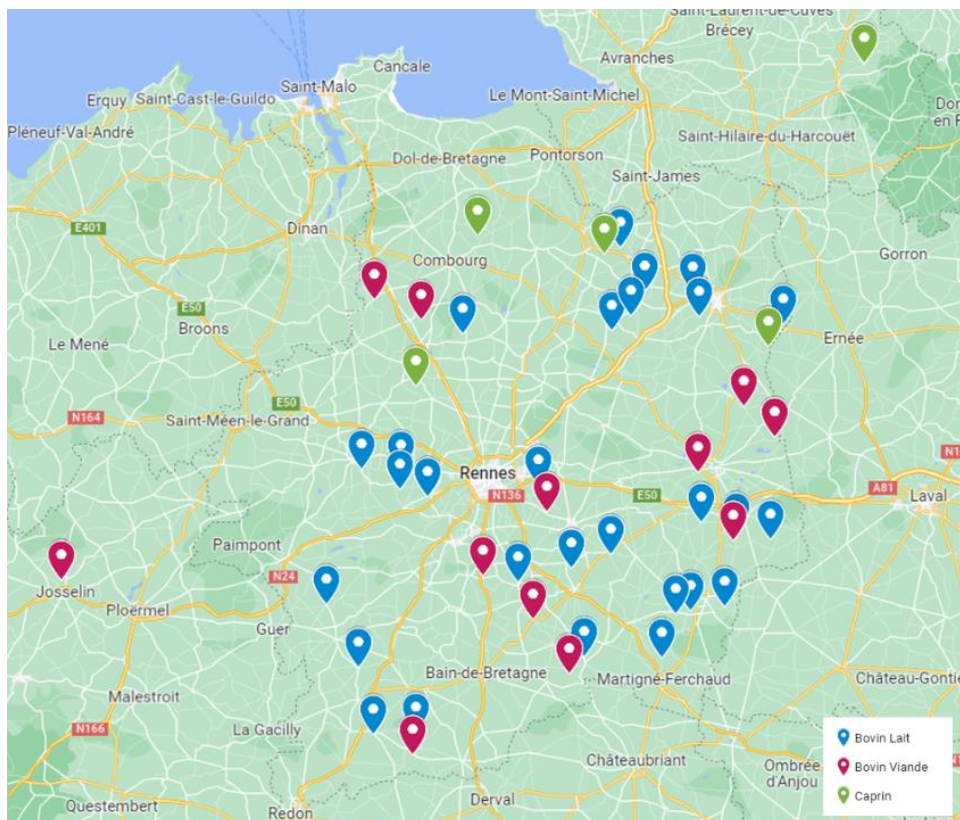 Saint-Laurent-de-Cuves
Brécey
Avranches
Cancale
Saint-Malo
Le Mont-Saint-Michel
Saint-Cast-le-Guildo
Erquy
Pléneuf-Val-André
Saint-Hilaire-du-Harcouët
Dol-de-Bretagne
Pontorson
Saint-James
E401
Dinan
Gorron
Combourg
E50
Broons
Le Mené
Ernée
E50
N164
Saint-Méen-le-Grand
Rennes
N136
E50
A81
Laval
Paimpont
N24
Josselin
Ploërmel
Guer
Bain-de-Bretagne
Martigné-Ferchaud
Château-Gontier
Malestroit
N166
La Gacilly
Bovin Lait
Bovin Viande
Caprin
Châteaubriant
Ombrée
d'Anjou
Questembert
Redon
Derval